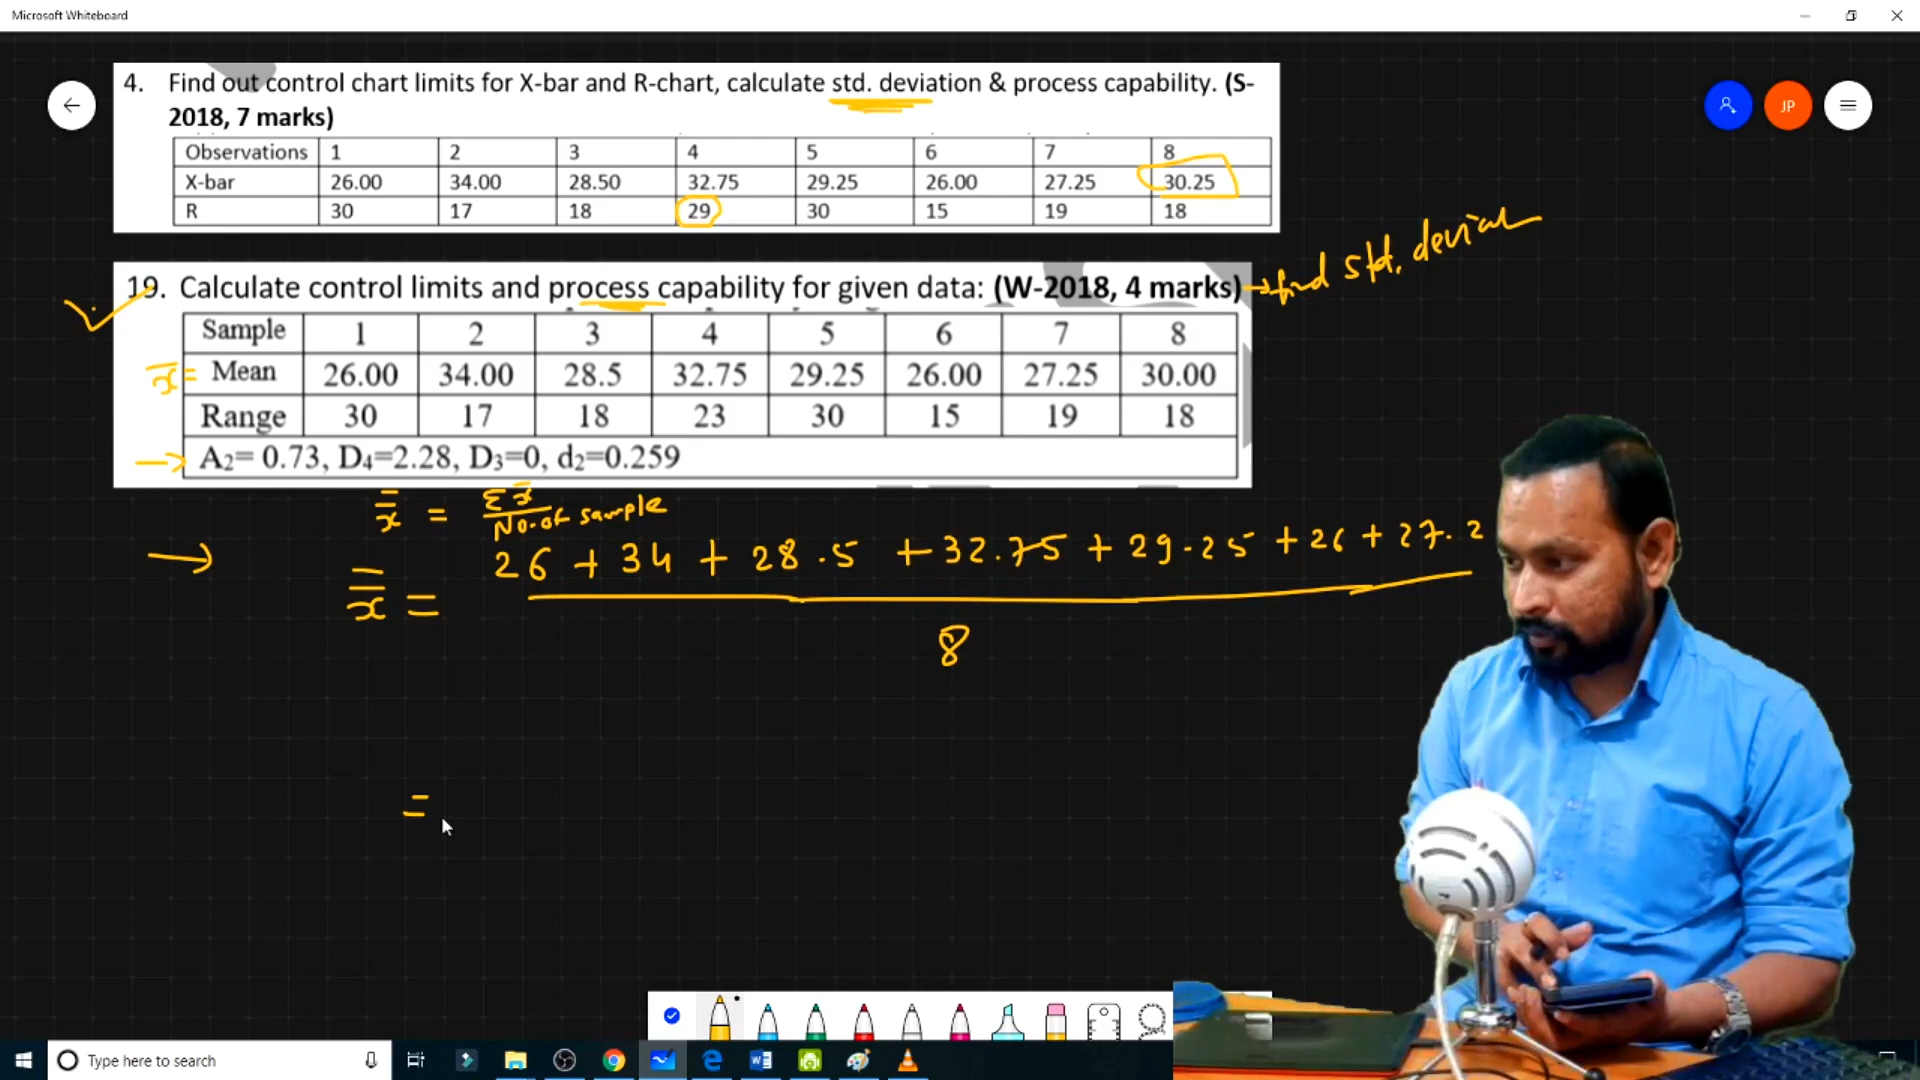 Microsoft Whiteboard
4. Find out control chart limits for X-bar and R-chart, calculate std. deviation & process capability. (S-
2018, 7 marks)
Observations 1 2 3 4 5 6 7 8
X-bar 26.00 34.00 28.50 32.75 29.25 26.00 27.25 30.25
R 30 17 18 29 30 15 19 18
JP
19. Calculate control limits and process capability for given data: (W-2018, 4 marks) → find std. deviat
Sample 1 2 3 4 5 6 7 8
x̄ = Mean 26.00 34.00 28.5 32.75 29.25 26.00 27.25 30.00
Range 30 17 18 23 30 15 19 18
→ A₂= 0.73, D₄=2.28, D₃=0, d₂=0.259
x̿ = Σx̄ / No. of sample
→ x̿ = 26 + 34 + 28.5 + 32.75 + 29.25 + 26 + 27.2
8
=
Type here to search